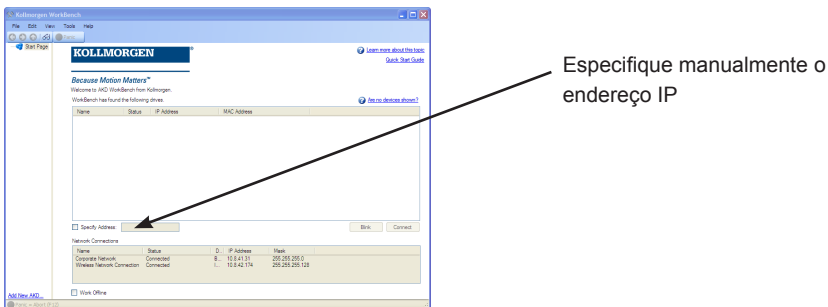 Kollmorgen WorkBench
File Edit View Tools Help
Start Page
KOLLMORGEN®
Learn more about this topic
Quick Start Guide
Because Motion Matters™
Welcome to AKD WorkBench from Kollmorgen.
WorkBench has found the following drives.
Are no devices shown?
Name Status IP Address MAC Address
Especifique manualmente o
endereço IP
Specify Address
Blink Connect
Network Connections
Name Status D... IP Address Mask
Corporate Network Connected B... 10.8.41.31 255.255.255.0
Wireless Network Connection Connected I... 10.8.42.174 255.255.255.128
Add New AKD...
Work Offline